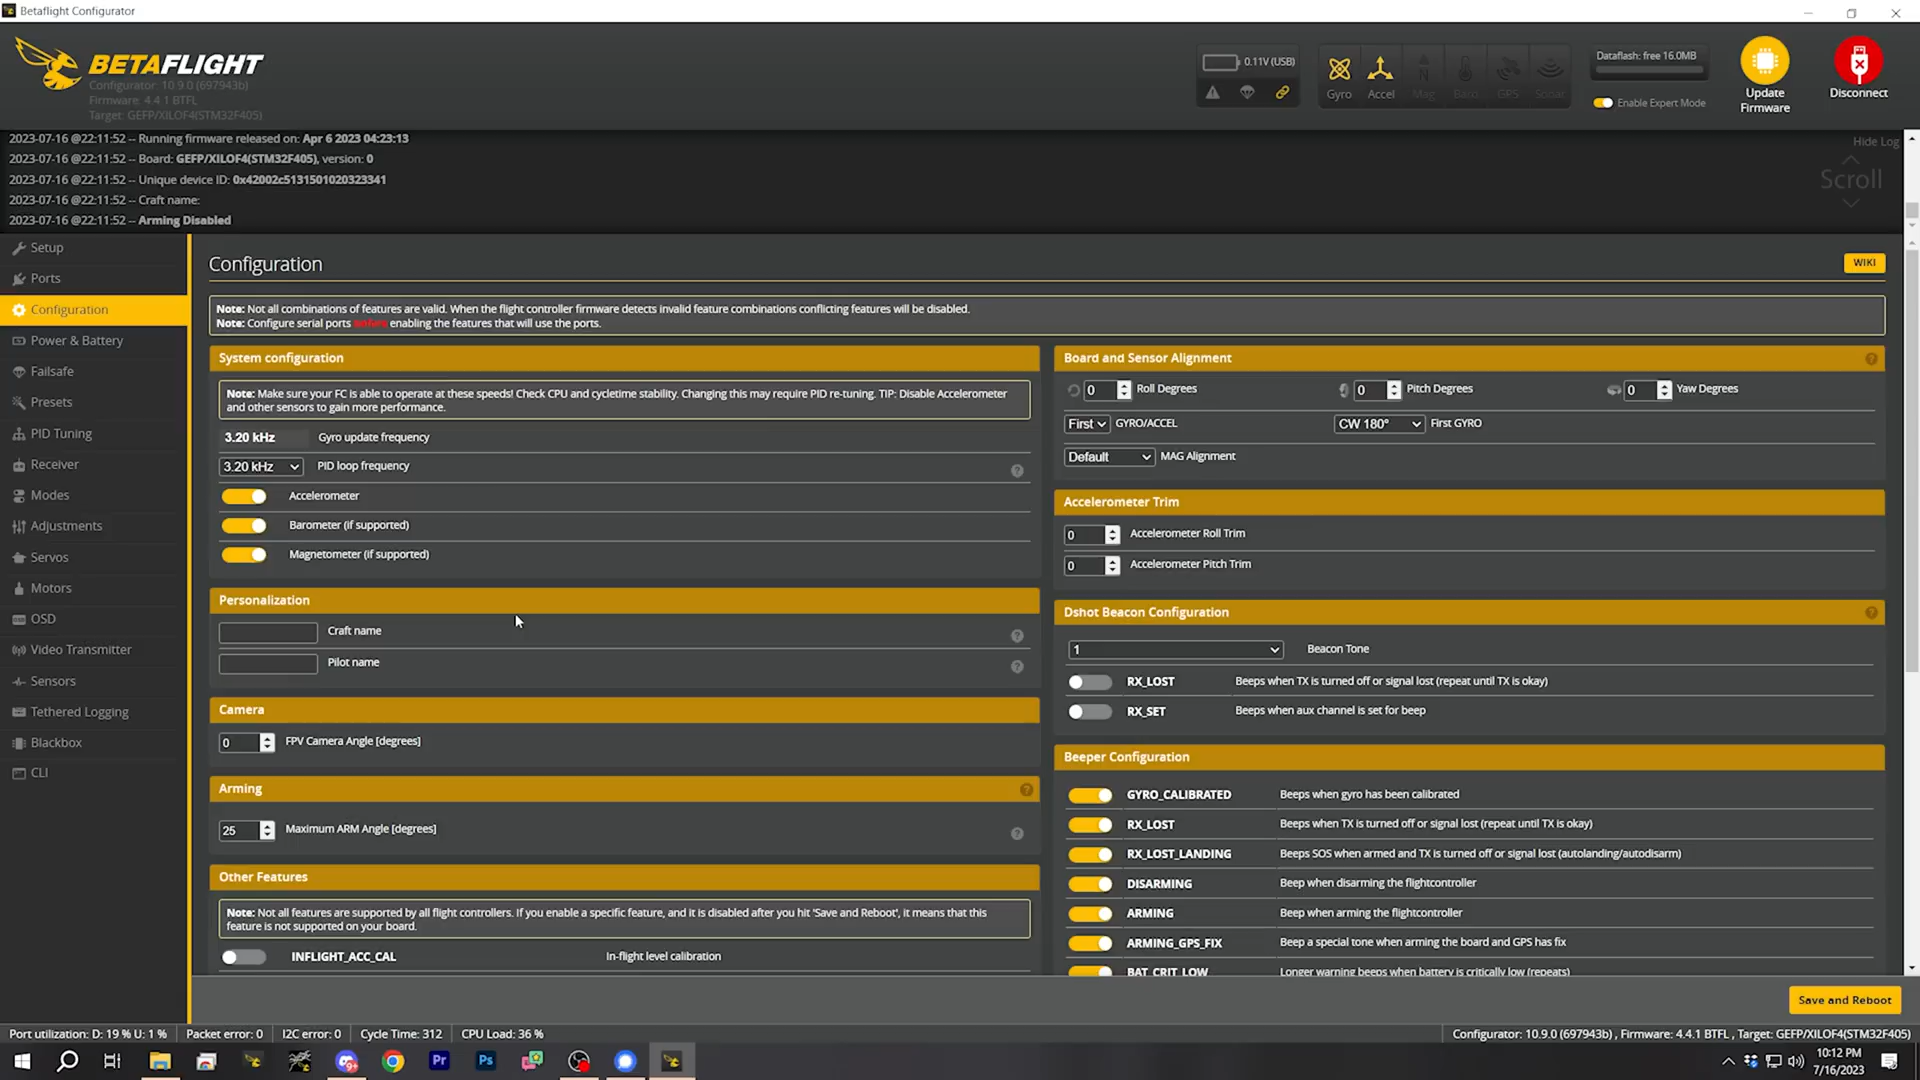 Betaflight Configurator
BETAFLIGHT
Configurator: 10.9.0 (697943b)
Firmware: 4.4.1 BTFL
Target: GEFP/XILOF4(STM32F405)
0.11V (USB)
Gyro
Accel
Mag
Baro
GPS
Sonar
Dataflash: free 16.0MB
Enable Expert Mode
Update
Firmware
Disconnect
2023-07-16 @22:11:52 -- Running firmware released on: Apr 6 2023 04:23:13
2023-07-16 @22:11:52 -- Board: GEFP/XILOF4(STM32F405), version: 0
2023-07-16 @22:11:52 -- Unique device ID: 0x42002c5131501020323341
2023-07-16 @22:11:52 -- Craft name:
2023-07-16 @22:11:52 -- Arming Disabled
Hide Log
Scroll
Setup
Ports
Configuration
Power & Battery
Failsafe
Presets
PID Tuning
Receiver
Modes
Adjustments
Servos
Motors
OSD
Video Transmitter
Sensors
Tethered Logging
Blackbox
CLI
Configuration
WIKI
Note: Not all combinations of features are valid. When the flight controller firmware detects invalid feature combinations conflicting features will be disabled.
Note: Configure serial ports before enabling the features that will use the ports.
System configuration
Note: Make sure your FC is able to operate at these speeds! Check CPU and cycletime stability. Changing this may require PID re-tuning. TIP: Disable Accelerometer
and other sensors to gain more performance.
3.20 kHz Gyro update frequency
3.20 kHz PID loop frequency
Accelerometer
Barometer (if supported)
Magnetometer (if supported)
Personalization
Craft name
Pilot name
Camera
0 FPV Camera Angle [degrees]
Arming
25 Maximum ARM Angle [degrees]
Other Features
Note: Not all features are supported by all flight controllers. If you enable a specific feature, and it is disabled after you hit 'Save and Reboot', it means that this
feature is not supported on your board.
INFLIGHT_ACC_CAL In-flight level calibration
Board and Sensor Alignment
0 Roll Degrees 0 Pitch Degrees 0 Yaw Degrees
First GYRO/ACCEL CW 180° First GYRO
Default MAG Alignment
Accelerometer Trim
0 Accelerometer Roll Trim
0 Accelerometer Pitch Trim
Dshot Beacon Configuration
1 Beacon Tone
RX_LOST Beeps when TX is turned off or signal lost (repeat until TX is okay)
RX_SET Beeps when aux channel is set for beep
Beeper Configuration
GYRO_CALIBRATED Beeps when gyro has been calibrated
RX_LOST Beeps when TX is turned off or signal lost (repeat until TX is okay)
RX_LOST_LANDING Beeps SOS when armed and TX is turned off or signal lost (autolanding/autodisarm)
DISARMING Beep when disarming the flightcontroller
ARMING Beep when arming the flightcontroller
ARMING_GPS_FIX Beep a special tone when arming the board and GPS has fix
BAT_CRIT_LOW Longer warning beeps when battery is critically low (repeats)
Save and Reboot
Port utilization: D: 19 % U: 1 % Packet error: 0 I2C error: 0 Cycle Time: 312 CPU Load: 36 %
Configurator: 10.9.0 (697943b) , Firmware: 4.4.1 BTFL , Target: GEFP/XILOF4(STM32F405)
Pr
Ps
10:12 PM
7/16/2023